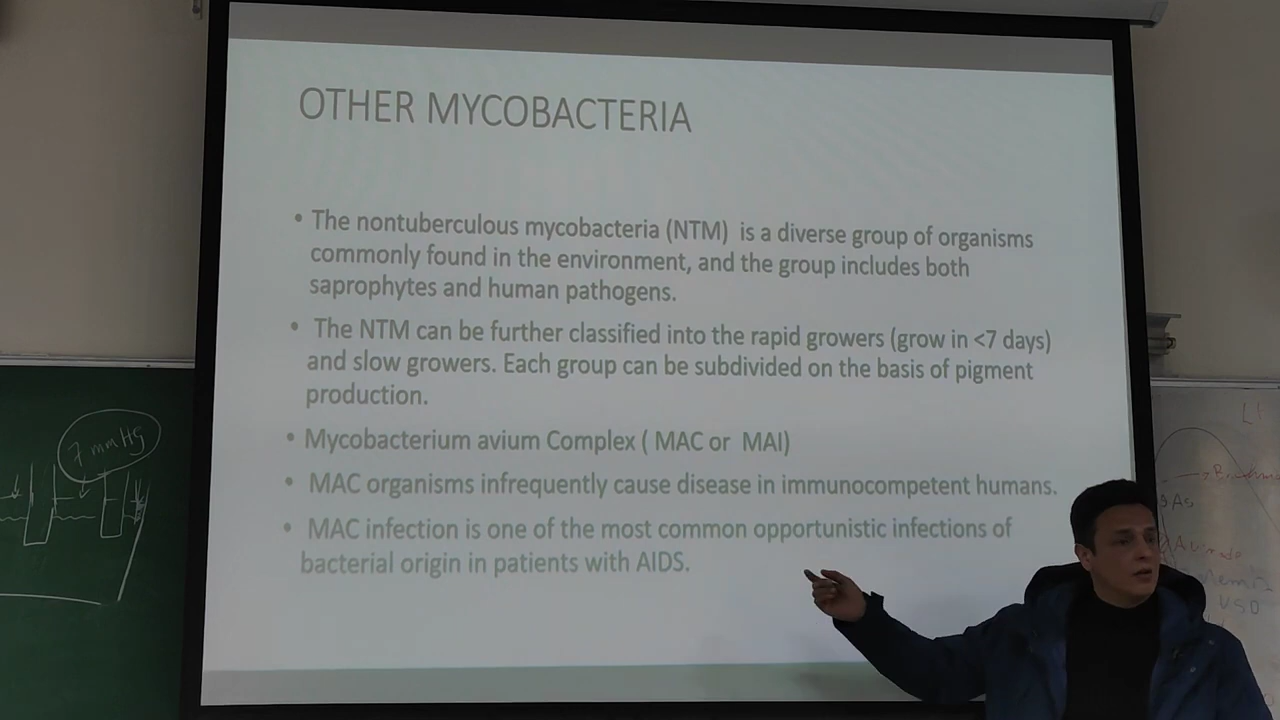 OTHER MYCOBACTERIA
• The nontuberculous mycobacteria (NTM) is a diverse group of organisms
commonly found in the environment, and the group includes both
saprophytes and human pathogens.
• The NTM can be further classified into the rapid growers (grow in <7 days)
and slow growers. Each group can be subdivided on the basis of pigment
production.
• Mycobacterium avium Complex ( MAC or MAI)
• MAC organisms infrequently cause disease in immunocompetent humans.
• MAC infection is one of the most common opportunistic infections of
bacterial origin in patients with AIDS.
7 mmHg
As
VSD